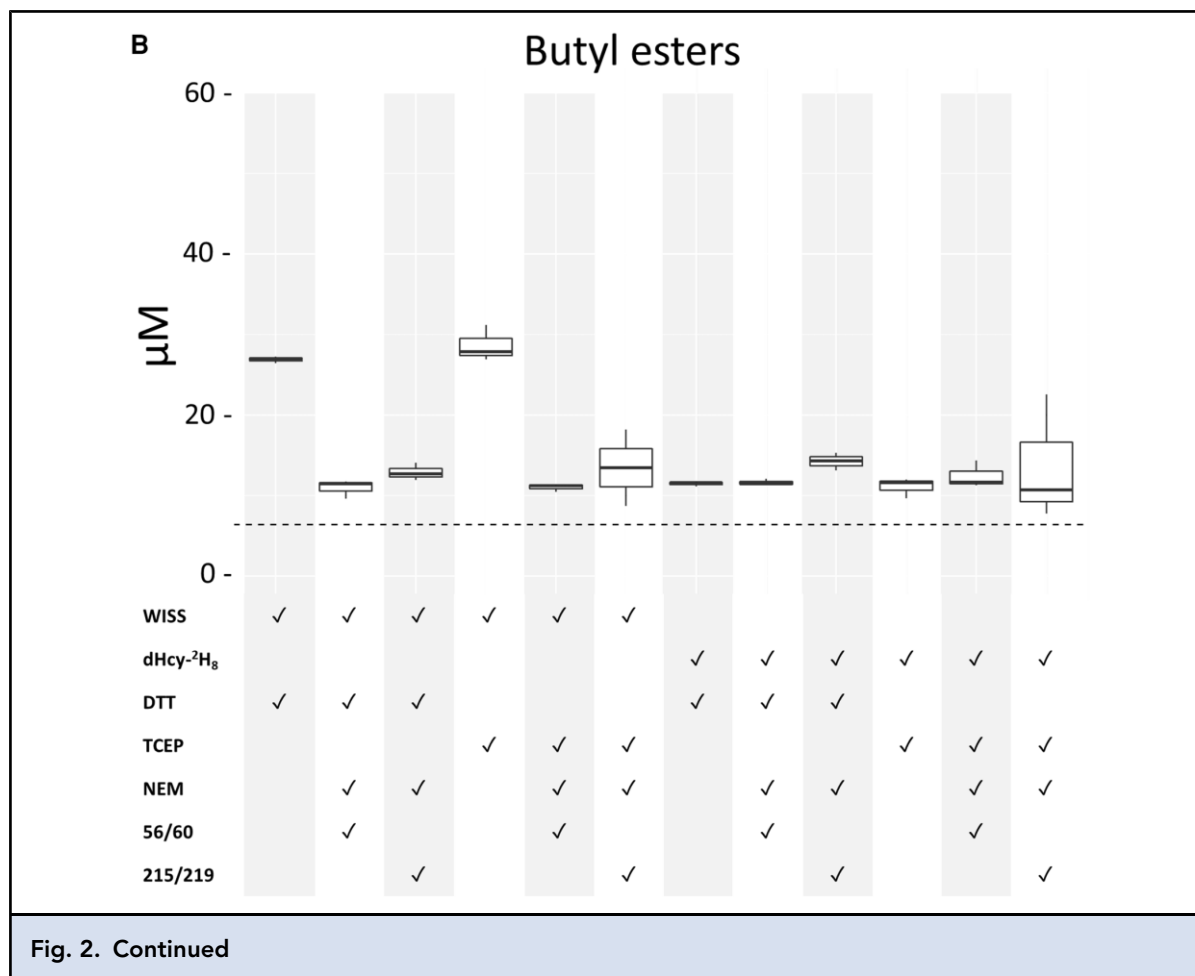 B
Butyl esters
60 -
40 -
μM
20 -
0 -
WISS ✓ ✓ ✓ ✓ ✓ ✓
dHcy-²H₈ ✓ ✓ ✓ ✓ ✓ ✓
DTT ✓ ✓ ✓ ✓ ✓ ✓
TCEP ✓ ✓ ✓ ✓ ✓ ✓
NEM ✓ ✓ ✓ ✓ ✓ ✓ ✓ ✓
56/60 ✓ ✓ ✓ ✓
215/219 ✓ ✓ ✓ ✓
Fig. 2. Continued